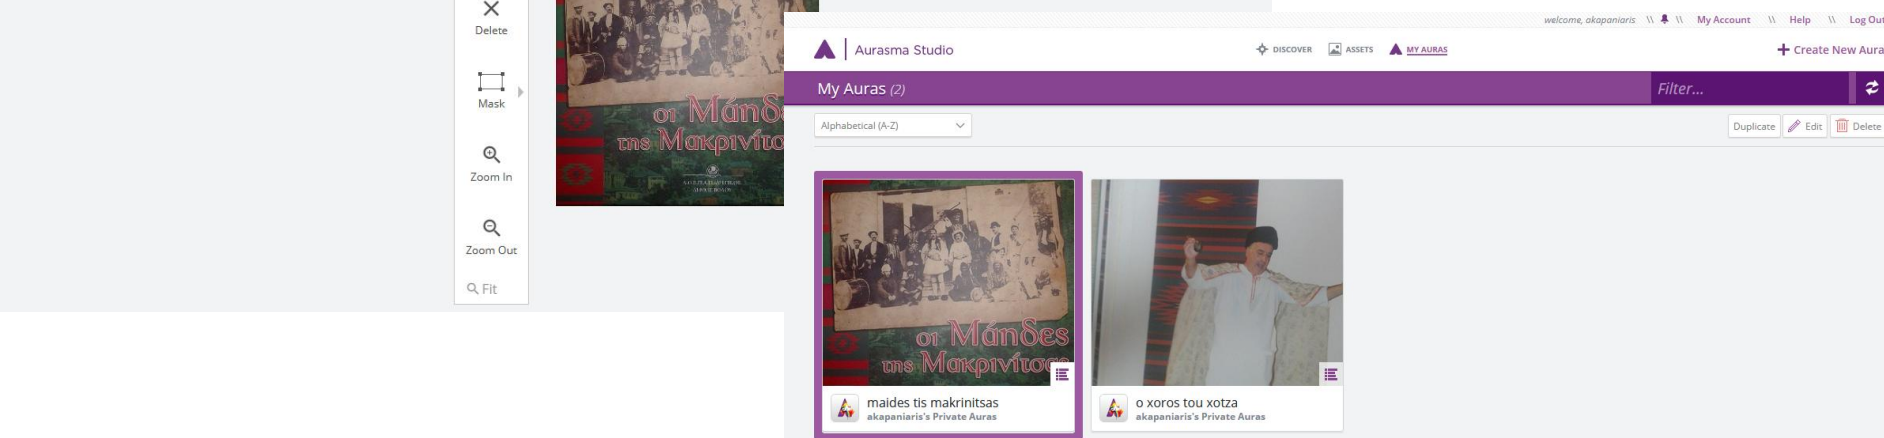 Delete
Mask
Zoom In
Zoom Out
Fit
οι Μάηδε
της Μακρινίτσ
welcome, akapaniaris \\ \\ My Account \\ Help \\ Log Out
Aurasma Studio
DISCOVER ASSETS MY AURAS
Create New Aura
My Auras (2)
Filter...
Alphabetical (A-Z)
Duplicate Edit Delete
οι Μάηδες
της Μακρινίτσας
maides tis makrinitsas
akapaniaris's Private Auras
o xoros tou xotza
akapaniaris's Private Auras